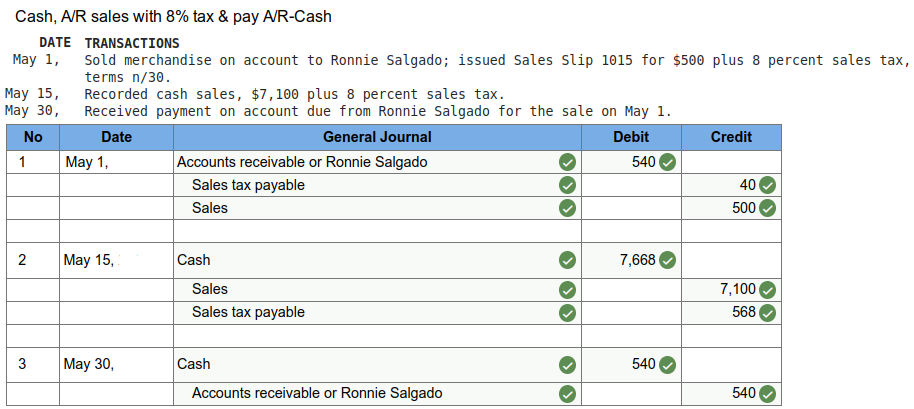 Cash, A/R sales with 8% tax & pay A/R-Cash
DATE TRANSACTIONS
May 1, Sold merchandise on account to Ronnie Salgado; issued Sales Slip 1015 for $500 plus 8 percent sales tax,
terms n/30.
May 15, Recorded cash sales, $7,100 plus 8 percent sales tax.
May 30, Received payment on account due from Ronnie Salgado for the sale on May 1.
No Date General Journal Debit Credit
1 May 1, Accounts receivable or Ronnie Salgado 540
Sales tax payable 40
Sales 500
2 May 15, Cash 7,668
Sales 7,100
Sales tax payable 568
3 May 30, Cash 540
Accounts receivable or Ronnie Salgado 540